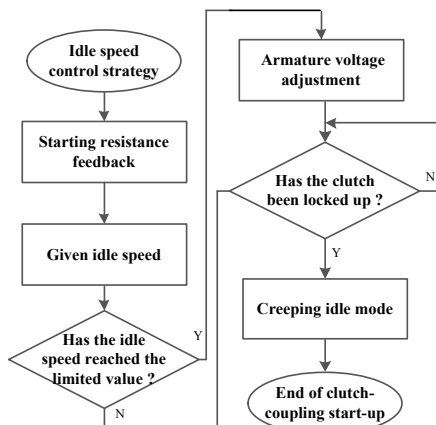 Idle speed
control strategy
Starting resistance
feedback
Given idle speed
Has the idle
speed reached the
limited value ?
Y
N
Armature voltage
adjustment
Has the clutch
been locked up ?
N
Y
Creeping idle mode
End of clutch-
coupling start-up